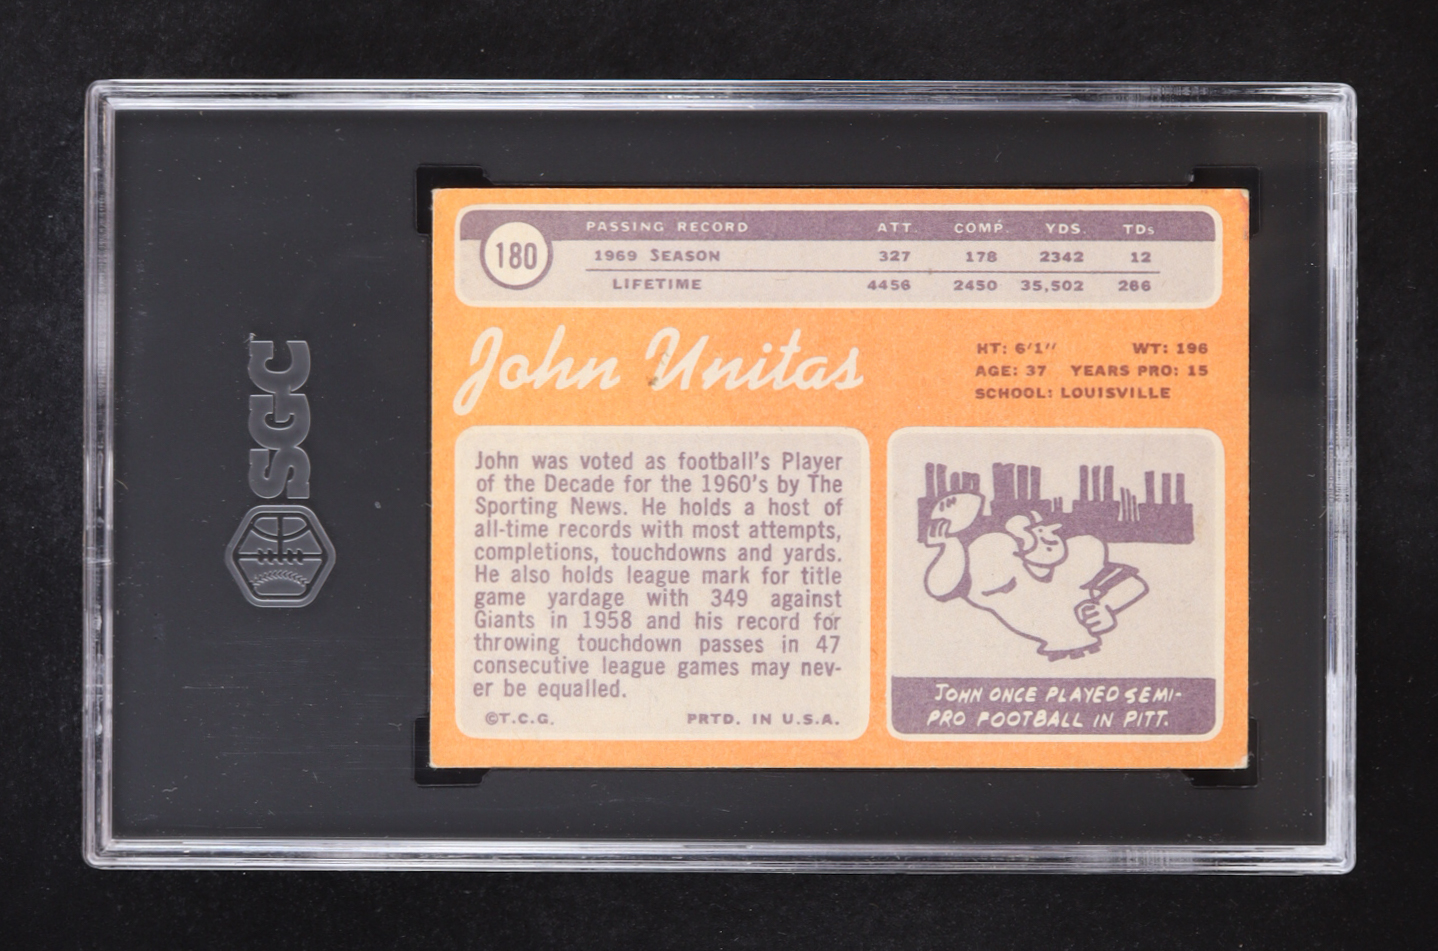 SGC
180
PASSING RECORD ATT. COMP. YDS. TDs
1969 SEASON 327 178 2342 12
LIFETIME 4456 2450 35,502 266
John Unitas
HT: 6'1" WT: 196
AGE: 37 YEARS PRO: 15
SCHOOL: LOUISVILLE
John was voted as football's Player
of the Decade for the 1960's by The
Sporting News. He holds a host of
all-time records with most attempts,
completions, touchdowns and yards.
He also holds league mark for title
game yardage with 349 against
Giants in 1958 and his record for
throwing touchdown passes in 47
consecutive league games may nev-
er be equalled.
©T.C.G. PRTD. IN U.S.A.
JOHN ONCE PLAYED SEMI-
PRO FOOTBALL IN PITT.